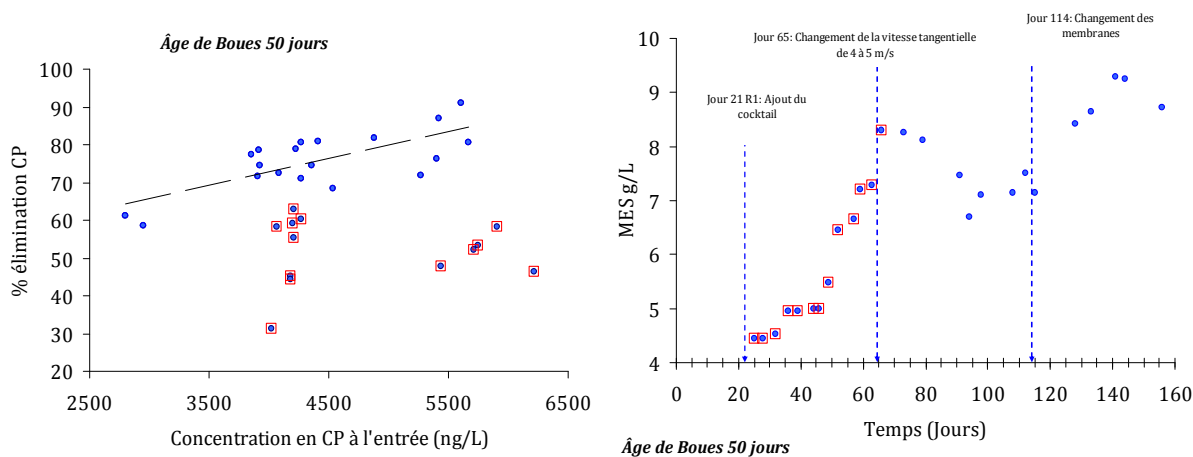 Âge de Boues 50 jours
% élimination CP
100
90
80
70
60
50
40
30
20
2500
3500
4500
5500
6500
Concentration en CP à l'entrée (ng/L)
Jour 114: Changement des
membranes
Jour 65: Changement de la vitesse tangentielle
de 4 à 5 m/s
Jour 21 R1: Ajout du
cocktail
MES g/L
10
9
8
7
6
5
4
0
20
40
60
80
100
120
140
160
Temps (Jours)
Âge de Boues 50 jours